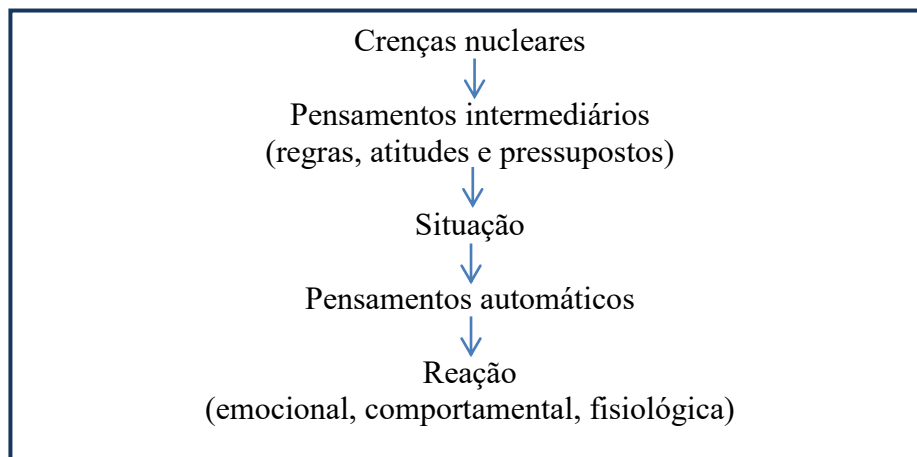 Crenças nucleares
Pensamentos intermediários
(regras, atitudes e pressupostos)
Situação
Pensamentos automáticos
Reação
(emocional, comportamental, fisiológica)